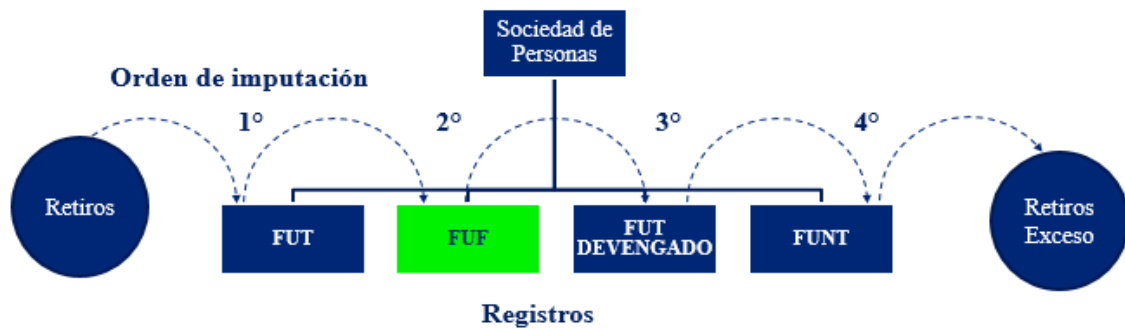 Sociedad de
Personas
Orden de imputación
1°
2°
3°
4°
Retiros
FUT
FUF
FUT
DEVENGADO
FUNT
Retiros
Exceso
Registros